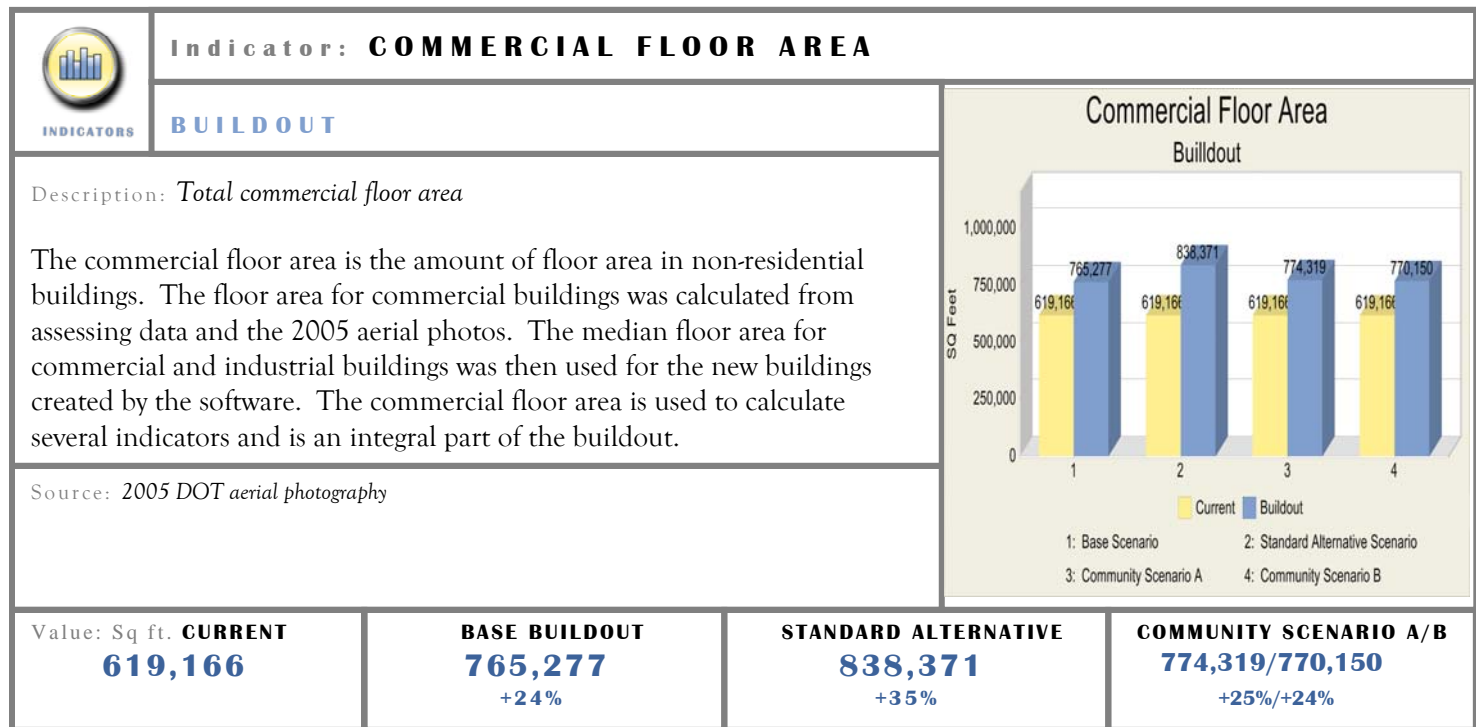 Indicator: COMMERCIAL FLOOR AREA
INDICATORS
BUILDOUT
Description: Total commercial floor area
The commercial floor area is the amount of floor area in non-residential
buildings. The floor area for commercial buildings was calculated from
assessing data and the 2005 aerial photos. The median floor area for
commercial and industrial buildings was then used for the new buildings
created by the software. The commercial floor area is used to calculate
several indicators and is an integral part of the buildout.
Source: 2005 DOT aerial photography
Commercial Floor Area
Builldout
SQ Feet
1,000,000
750,000
500,000
250,000
0
619,166 765,277 619,166 838,371 619,166 774,319 619,166 770,150
1 2 3 4
Current Buildout
1: Base Scenario 2: Standard Alternative Scenario
3: Community Scenario A 4: Community Scenario B
Value: Sq ft. CURRENT
619,166
BASE BUILDOUT
765,277
+24%
STANDARD ALTERNATIVE
838,371
+35%
COMMUNITY SCENARIO A/B
774,319/770,150
+25%/+24%